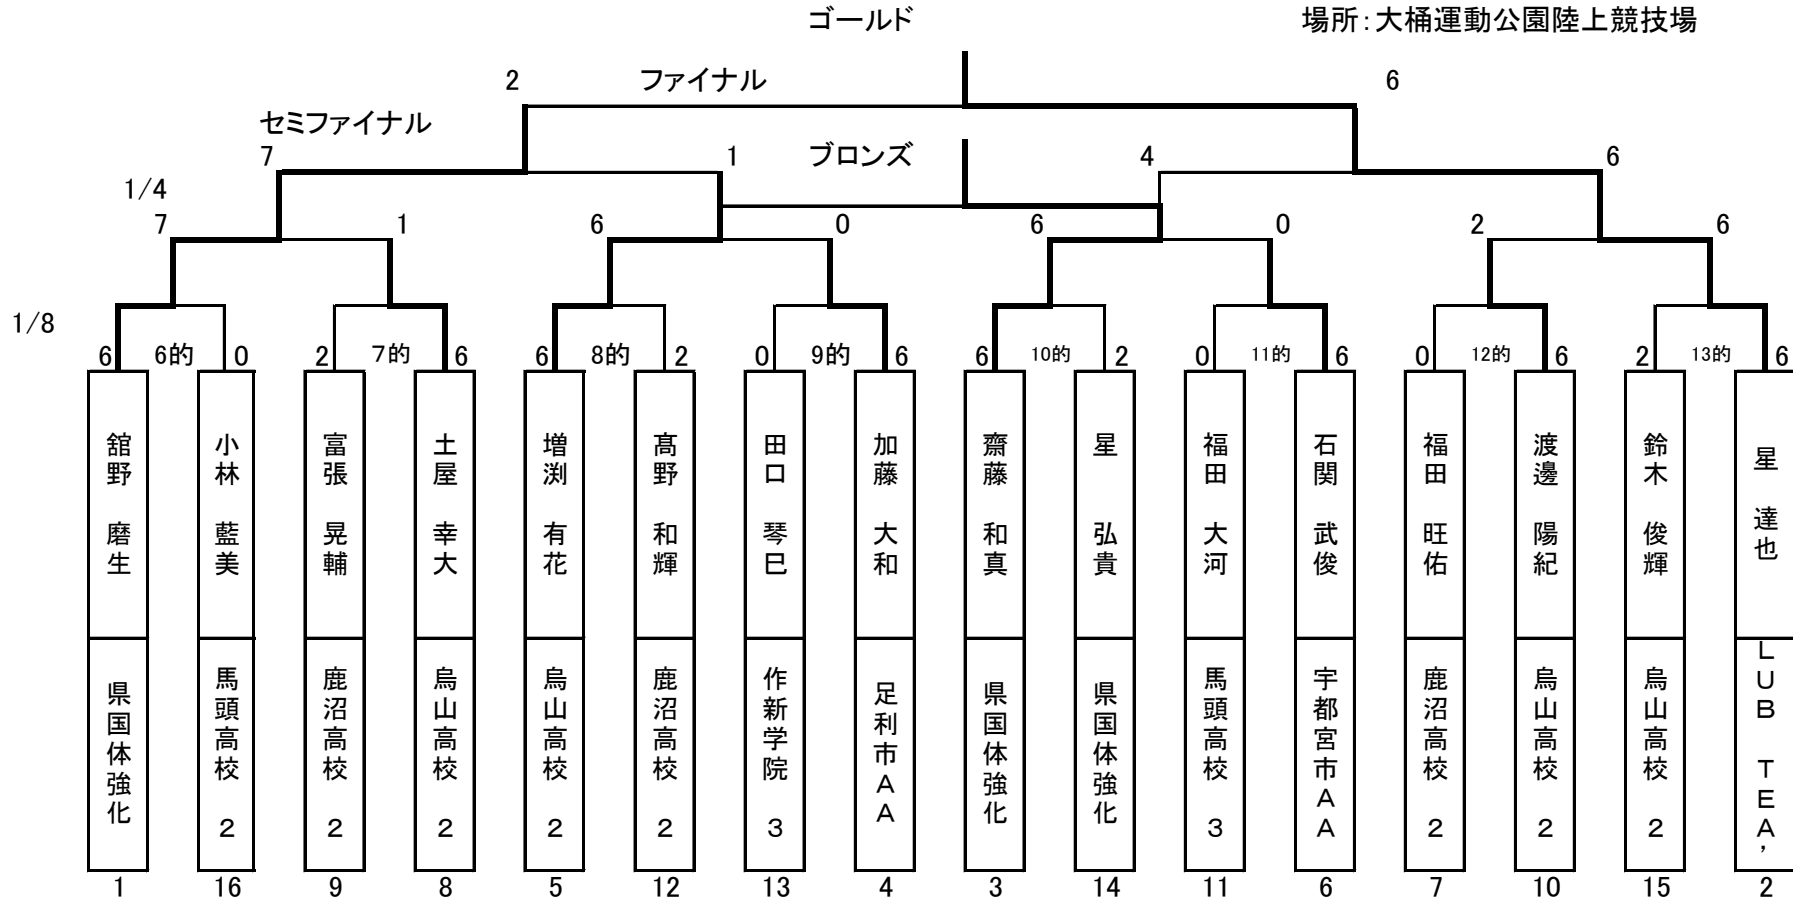 ゴールド
場所：大桶運動公園陸上競技場
2 ファイナル 6
セミファイナル
7 1 ブロンズ 4 6
1/4
7 1 6 0 6 0 2 6
1/8
6 6的 0 2 7的 6 6 8的 2 0 9的 6 6 10的 2 0 11的 6 0 12的 6 2 13的 6
舘野 磨生
小林 藍美
富張 晃輔
土屋 幸大
増渕 有花
髙野 和輝
田口 琴巳
加藤 大和
齋藤 和真
星 弘貴
福田 大河
石関 武俊
福田 旺佑
渡邊 陽紀
鈴木 俊輝
星 達也
県国体強化
馬頭高校 2
鹿沼高校 2
烏山高校 2
烏山高校 2
鹿沼高校 2
作新学院 3
足利市ＡＡ
県国体強化
県国体強化
馬頭高校 3
宇都宮市ＡＡ
鹿沼高校 2
烏山高校 2
烏山高校 2
ＬＵＢ ＴＥＡ’
1 16 9 8 5 12 13 4 3 14 11 6 7 10 15 2